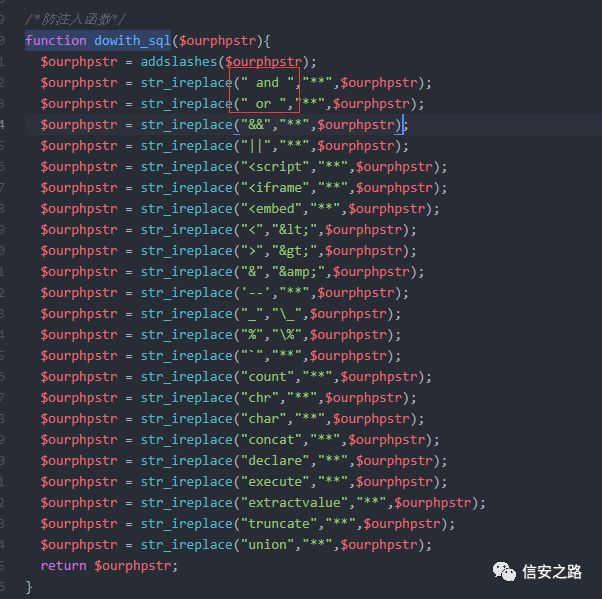 /*防注入函数*/
function dowith_sql($ourphpstr){
$ourphpstr = addslashes($ourphpstr);
$ourphpstr = str_ireplace(" and ","**",$ourphpstr);
$ourphpstr = str_ireplace(" or ","**",$ourphpstr);
$ourphpstr = str_ireplace("&&","**",$ourphpstr);
$ourphpstr = str_ireplace("||","**",$ourphpstr);
$ourphpstr = str_ireplace("<script","**",$ourphpstr);
$ourphpstr = str_ireplace("<iframe","**",$ourphpstr);
$ourphpstr = str_ireplace("<embed","**",$ourphpstr);
$ourphpstr = str_ireplace("<","&lt;",$ourphpstr);
$ourphpstr = str_ireplace(">","&gt;",$ourphpstr);
$ourphpstr = str_ireplace("&","&amp;",$ourphpstr);
$ourphpstr = str_ireplace('--',"**",$ourphpstr);
$ourphpstr = str_ireplace("_","\_",$ourphpstr);
$ourphpstr = str_ireplace("%","\%",$ourphpstr);
$ourphpstr = str_ireplace("`","**",$ourphpstr);
$ourphpstr = str_ireplace("count","**",$ourphpstr);
$ourphpstr = str_ireplace("chr","**",$ourphpstr);
$ourphpstr = str_ireplace("char","**",$ourphpstr);
$ourphpstr = str_ireplace("concat","**",$ourphpstr);
$ourphpstr = str_ireplace("declare","**",$ourphpstr);
$ourphpstr = str_ireplace("execute","**",$ourphpstr);
$ourphpstr = str_ireplace("extractvalue","**",$ourphpstr);
$ourphpstr = str_ireplace("truncate","**",$ourphpstr);
$ourphpstr = str_ireplace("union","**",$ourphpstr);
return $ourphpstr;
}
信安之路